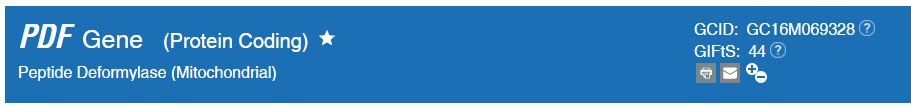 PDF Gene (Protein Coding)
Peptide Deformylase (Mitochondrial)
GCID: GC16M069328 ?
GIFtS: 44 ?